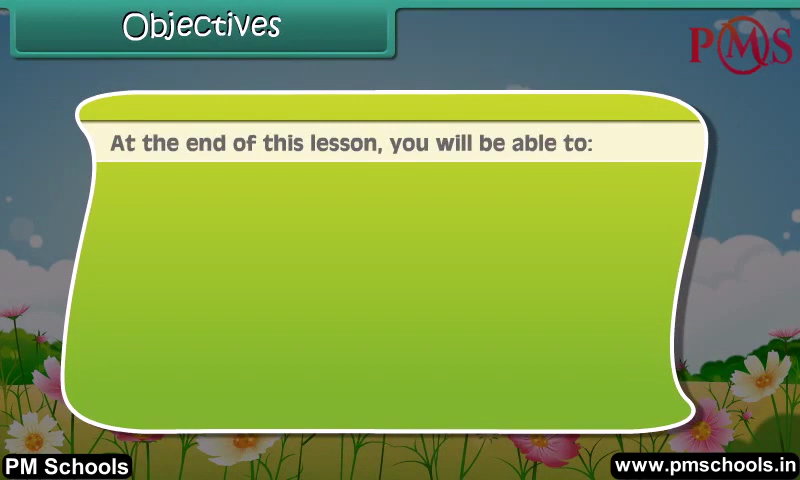 Objectives
PMS
At the end of this lesson, you will be able to:
PM Schools
www.pmschools.in